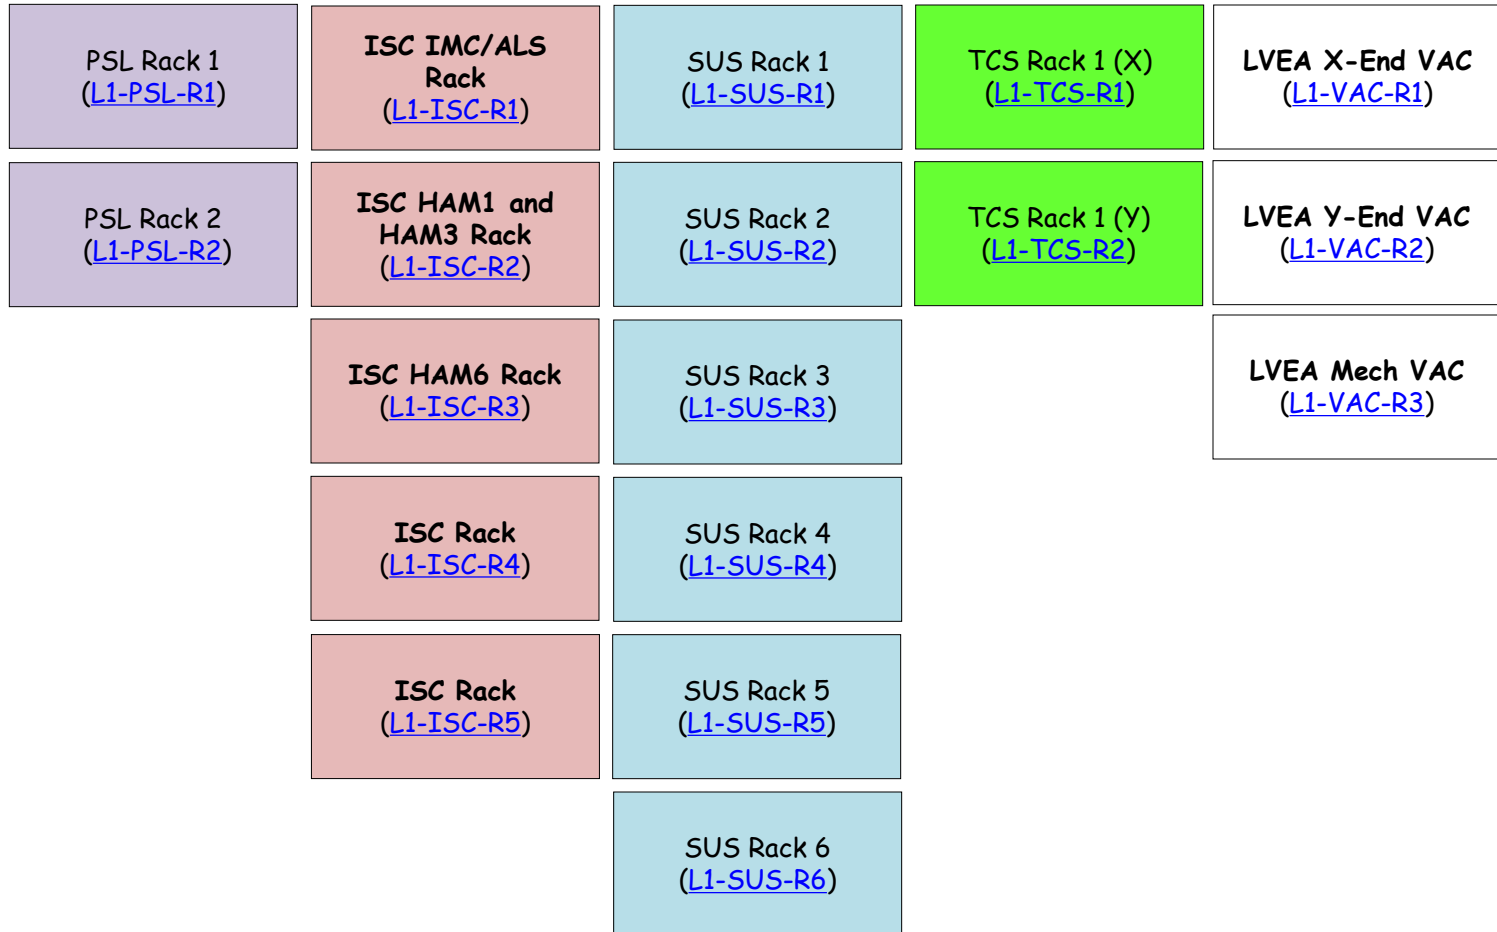 PSL Rack 1
(L1-PSL-R1)
ISC IMC/ALS
Rack
(L1-ISC-R1)
SUS Rack 1
(L1-SUS-R1)
TCS Rack 1 (X)
(L1-TCS-R1)
LVEA X-End VAC
(L1-VAC-R1)
PSL Rack 2
(L1-PSL-R2)
ISC HAM1 and
HAM3 Rack
(L1-ISC-R2)
SUS Rack 2
(L1-SUS-R2)
TCS Rack 1 (Y)
(L1-TCS-R2)
LVEA Y-End VAC
(L1-VAC-R2)
ISC HAM6 Rack
(L1-ISC-R3)
SUS Rack 3
(L1-SUS-R3)
LVEA Mech VAC
(L1-VAC-R3)
ISC Rack
(L1-ISC-R4)
SUS Rack 4
(L1-SUS-R4)
ISC Rack
(L1-ISC-R5)
SUS Rack 5
(L1-SUS-R5)
SUS Rack 6
(L1-SUS-R6)